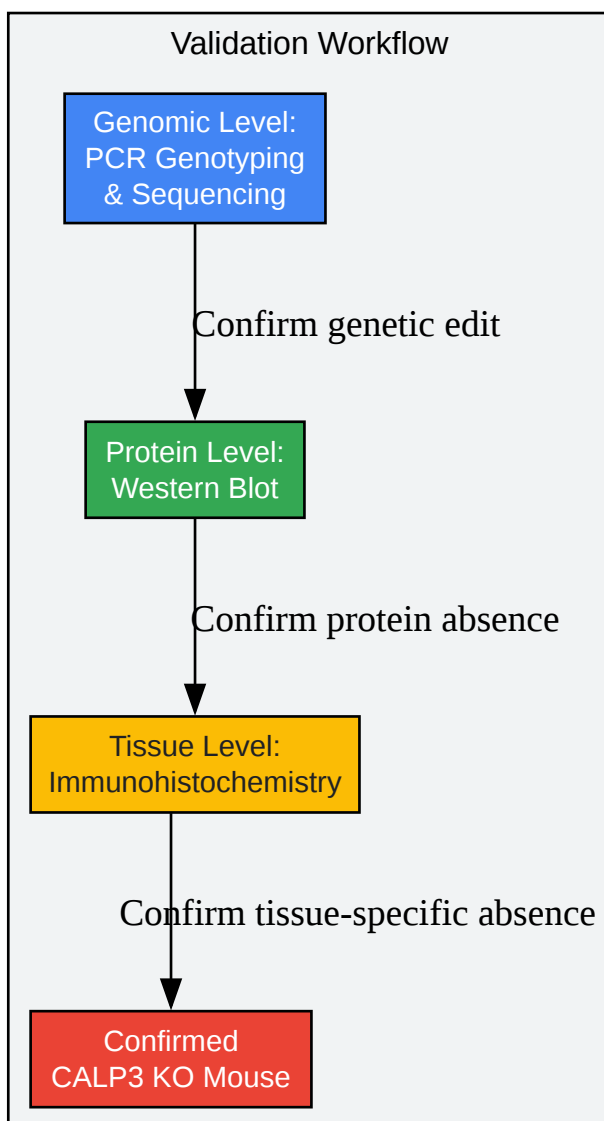 Validation Workflow
Genomic Level:
PCR Genotyping
& Sequencing
Confirm genetic edit
Protein Level:
Western Blot
Confirm protein absence
Tissue Level:
Immunohistochemistry
Confirm tissue-specific absence
Confirmed
CALP3 KO Mouse